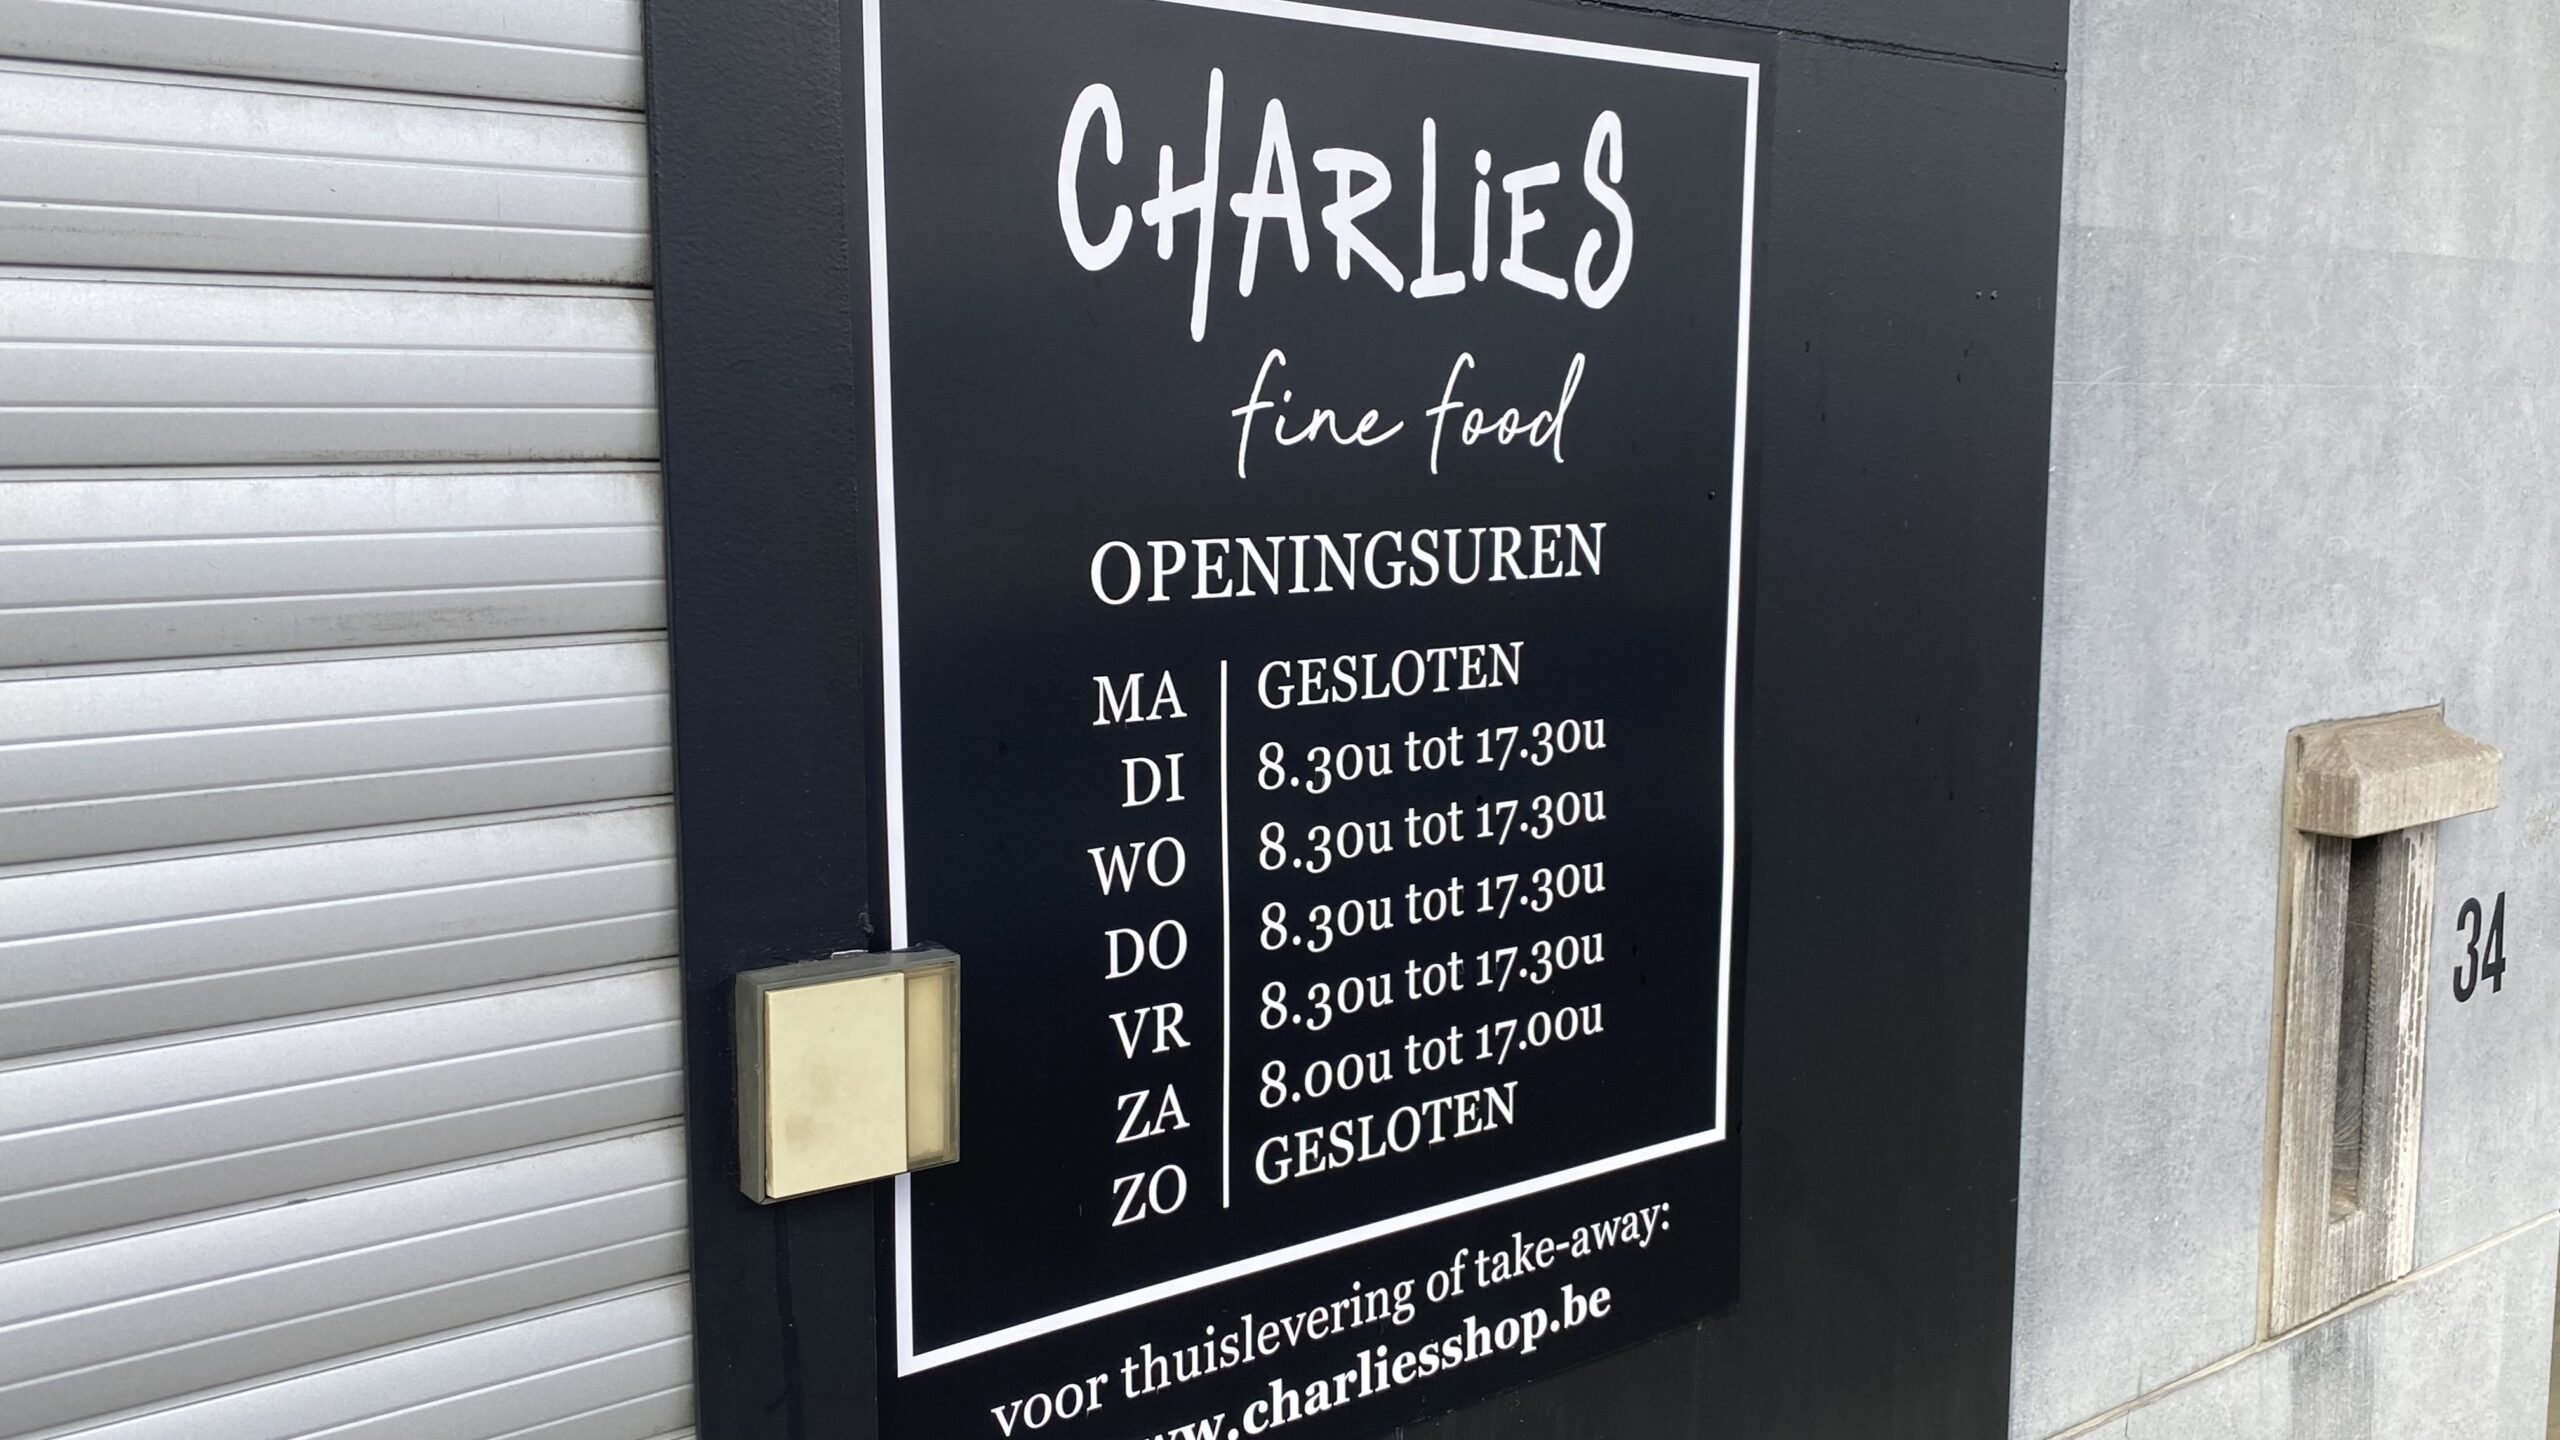 CHARLiES
fine food
OPENINGSUREN
MA GESLOTEN
DI 8.30u tot 17.30u
WO 8.30u tot 17.30u
DO 8.30u tot 17.30u
VR 8.30u tot 17.30u
ZA 8.00u tot 17.00u
ZO GESLOTEN
voor thuislevering of take-away:
www.charliesshop.be
34